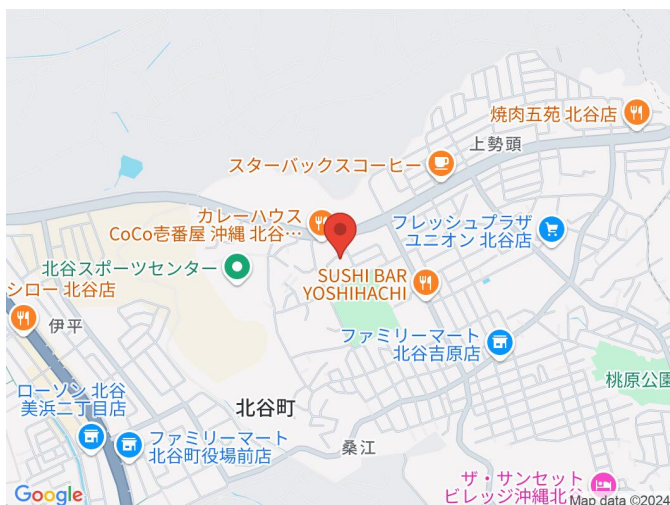 焼肉五苑 北谷店
上勢頭
スターバックスコーヒー
カレーハウス
CoCo壱番屋 沖縄 北谷…
フレッシュプラザ
ユニオン 北谷店
北谷スポーツセンター
SUSHI BAR
YOSHIHACHI
シロー 北谷店
伊平
ファミリーマート
北谷吉原店
桃原公園
ローソン 北谷
美浜二丁目店
北谷町
ファミリーマート
北谷町役場前店
桑江
ザ・サンセット
ビレッジ沖縄北谷
Google
Map data ©2024